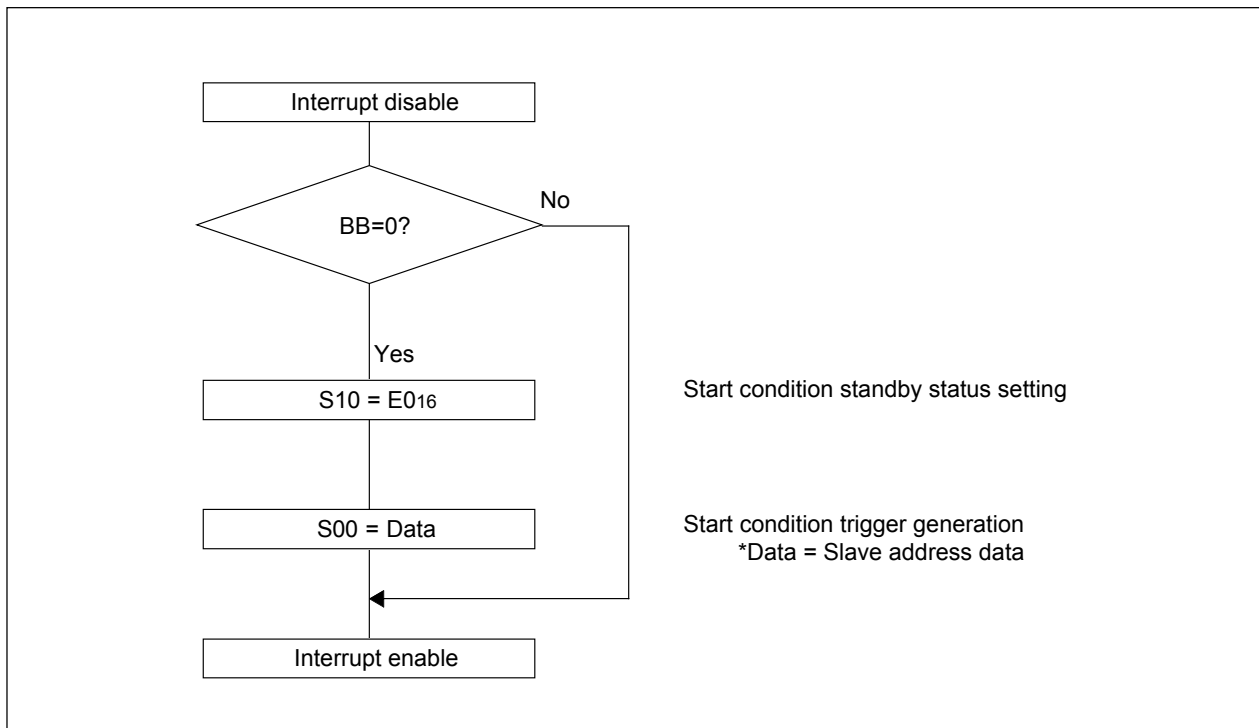 Interrupt disable
No
BB=0?
Yes
S10 = E016
Start condition standby status setting
S00 = Data
Start condition trigger generation
*Data = Slave address data
Interrupt enable